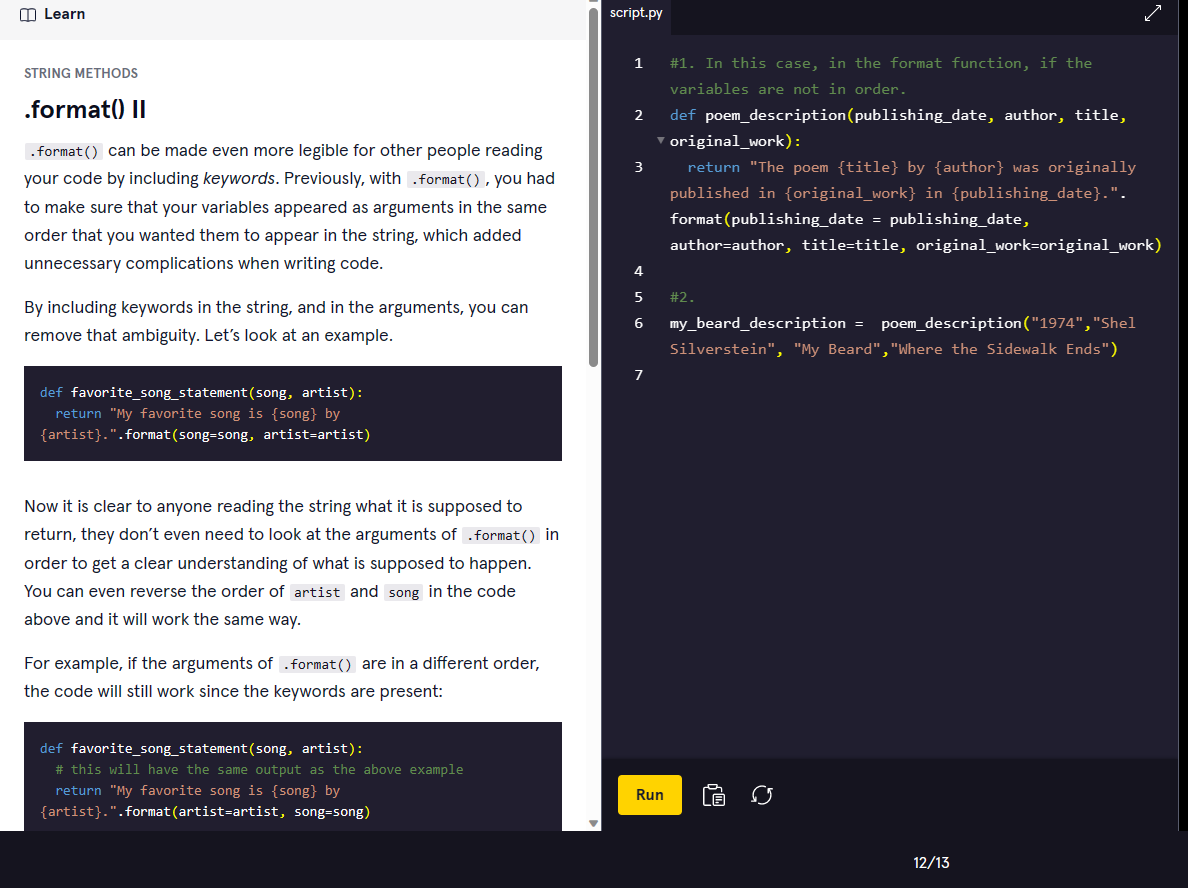 Learn
STRING METHODS
.format() II
.format() can be made even more legible for other people reading
your code by including keywords. Previously, with .format(), you had
to make sure that your variables appeared as arguments in the same
order that you wanted them to appear in the string, which added
unnecessary complications when writing code.
By including keywords in the string, and in the arguments, you can
remove that ambiguity. Let’s look at an example.
def favorite_song_statement(song, artist):
return "My favorite song is {song} by
{artist}.".format(song=song, artist=artist)
Now it is clear to anyone reading the string what it is supposed to
return, they don’t even need to look at the arguments of .format() in
order to get a clear understanding of what is supposed to happen.
You can even reverse the order of artist and song in the code
above and it will work the same way.
For example, if the arguments of .format() are in a different order,
the code will still work since the keywords are present:
def favorite_song_statement(song, artist):
# this will have the same output as the above example
return "My favorite song is {song} by
{artist}.".format(artist=artist, song=song)
script.py
1 #1. In this case, in the format function, if the
variables are not in order.
2 def poem_description(publishing_date, author, title,
original_work):
3 return "The poem {title} by {author} was originally
published in {original_work} in {publishing_date}.".
format(publishing_date = publishing_date,
author=author, title=title, original_work=original_work)
4
5 #2.
6 my_beard_description =  poem_description("1974","Shel
Silverstein", "My Beard","Where the Sidewalk Ends")
7
Run
12/13